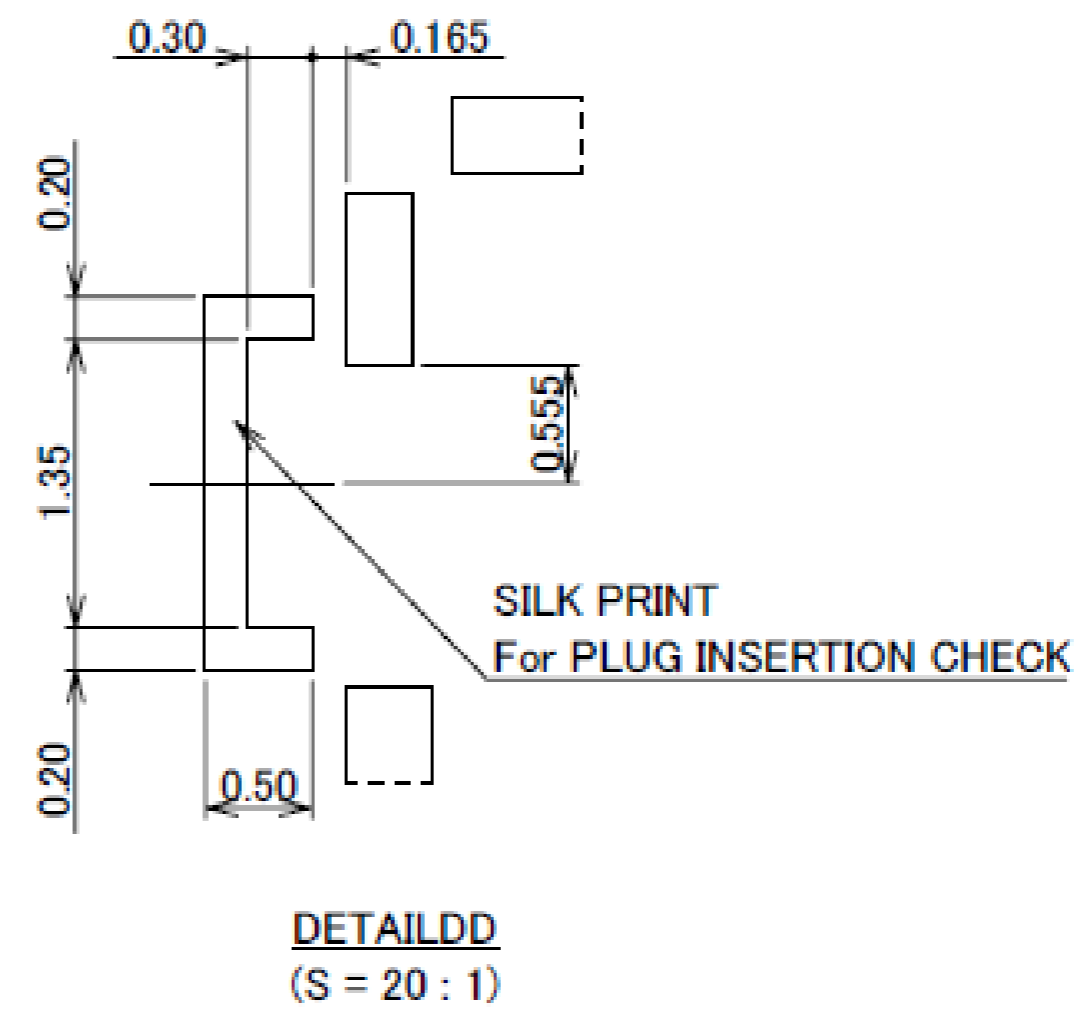 0.30
0.165
0.20
0.555
1.35
SILK PRINT
For PLUG INSERTION CHECK
0.20
0.50
DETAILDD
(S = 20 : 1)